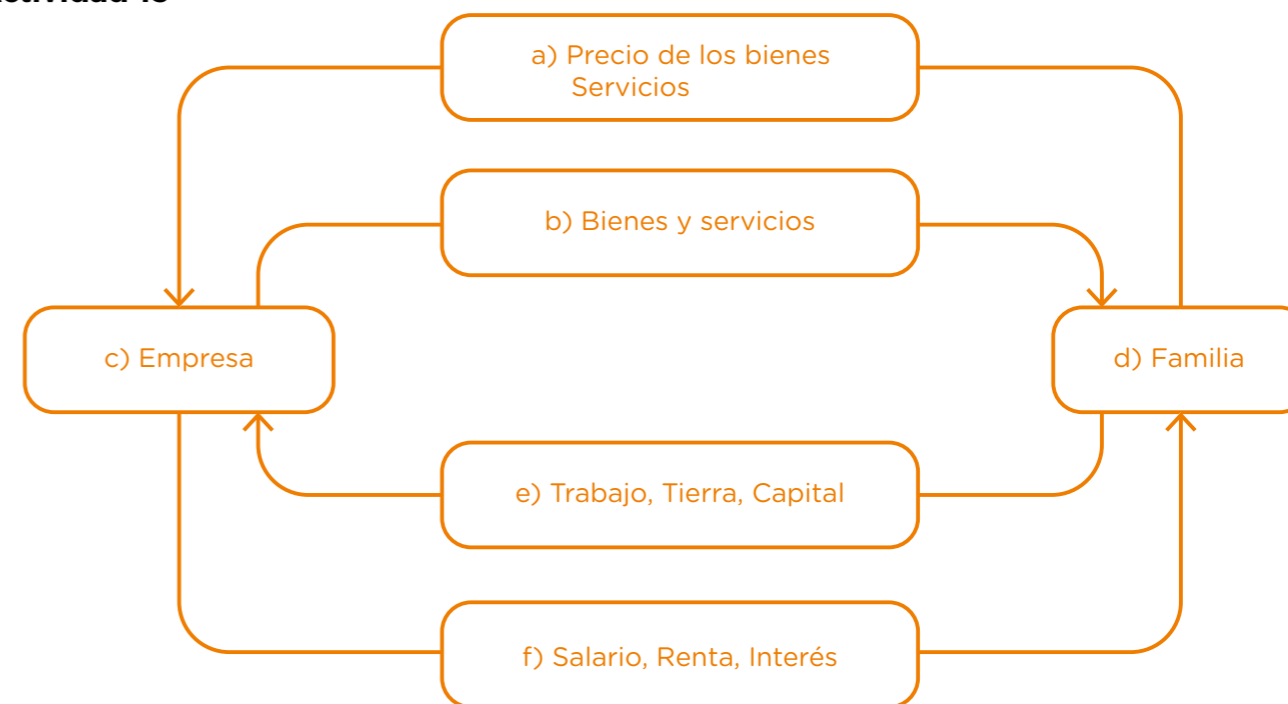 a) Precio de los bienes
Servicios
b) Bienes y servicios
c) Empresa
d) Familia
e) Trabajo, Tierra, Capital
f) Salario, Renta, Interés